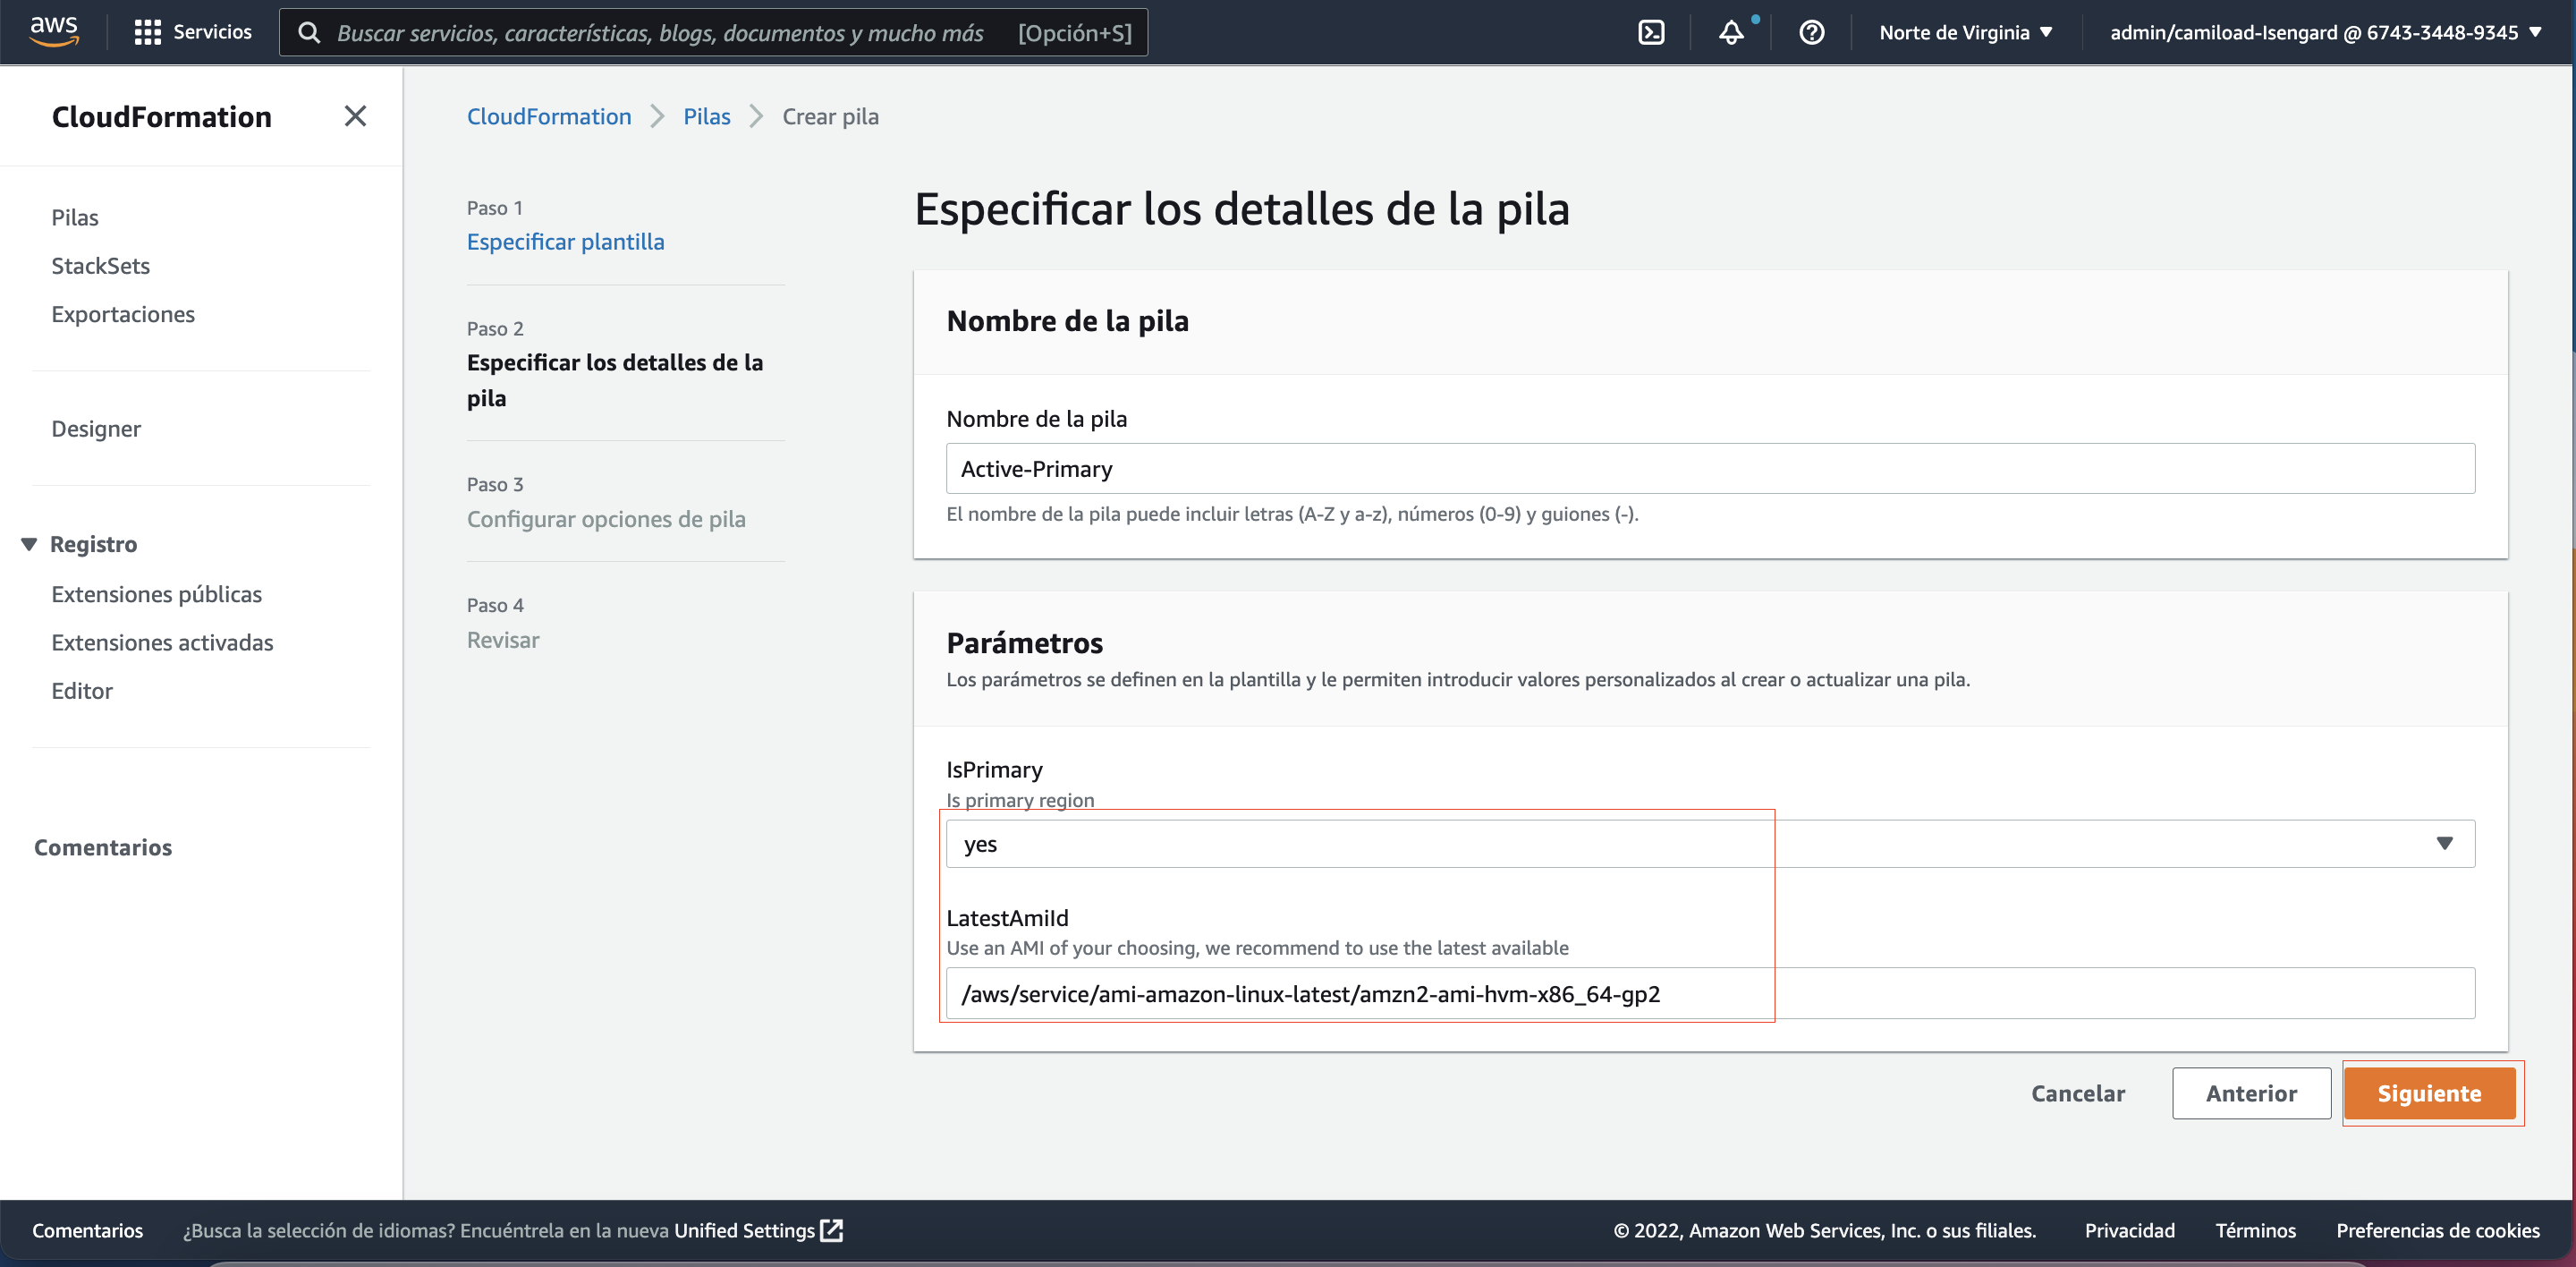 aws
Servicios
Buscar servicios, características, blogs, documentos y mucho más
[Opción+S]
Norte de Virginia
admin/camiload-Isengard @ 6743-3448-9345
CloudFormation
Pilas
StackSets
Exportaciones
Designer
Registro
Extensiones públicas
Extensiones activadas
Editor
Comentarios
CloudFormation
Pilas
Crear pila
Paso 1
Especificar plantilla
Paso 2
Especificar los detalles de la
pila
Paso 3
Configurar opciones de pila
Paso 4
Revisar
Especificar los detalles de la pila
Nombre de la pila
Nombre de la pila
Active-Primary
El nombre de la pila puede incluir letras (A-Z y a-z), números (0-9) y guiones (-).
Parámetros
Los parámetros se definen en la plantilla y le permiten introducir valores personalizados al crear o actualizar una pila.
IsPrimary
Is primary region
yes
LatestAmiId
Use an AMI of your choosing, we recommend to use the latest available
/aws/service/ami-amazon-linux-latest/amzn2-ami-hvm-x86_64-gp2
Cancelar
Anterior
Siguiente
Comentarios
¿Busca la selección de idiomas? Encuéntrela en la nueva Unified Settings
© 2022, Amazon Web Services, Inc. o sus filiales.
Privacidad
Términos
Preferencias de cookies